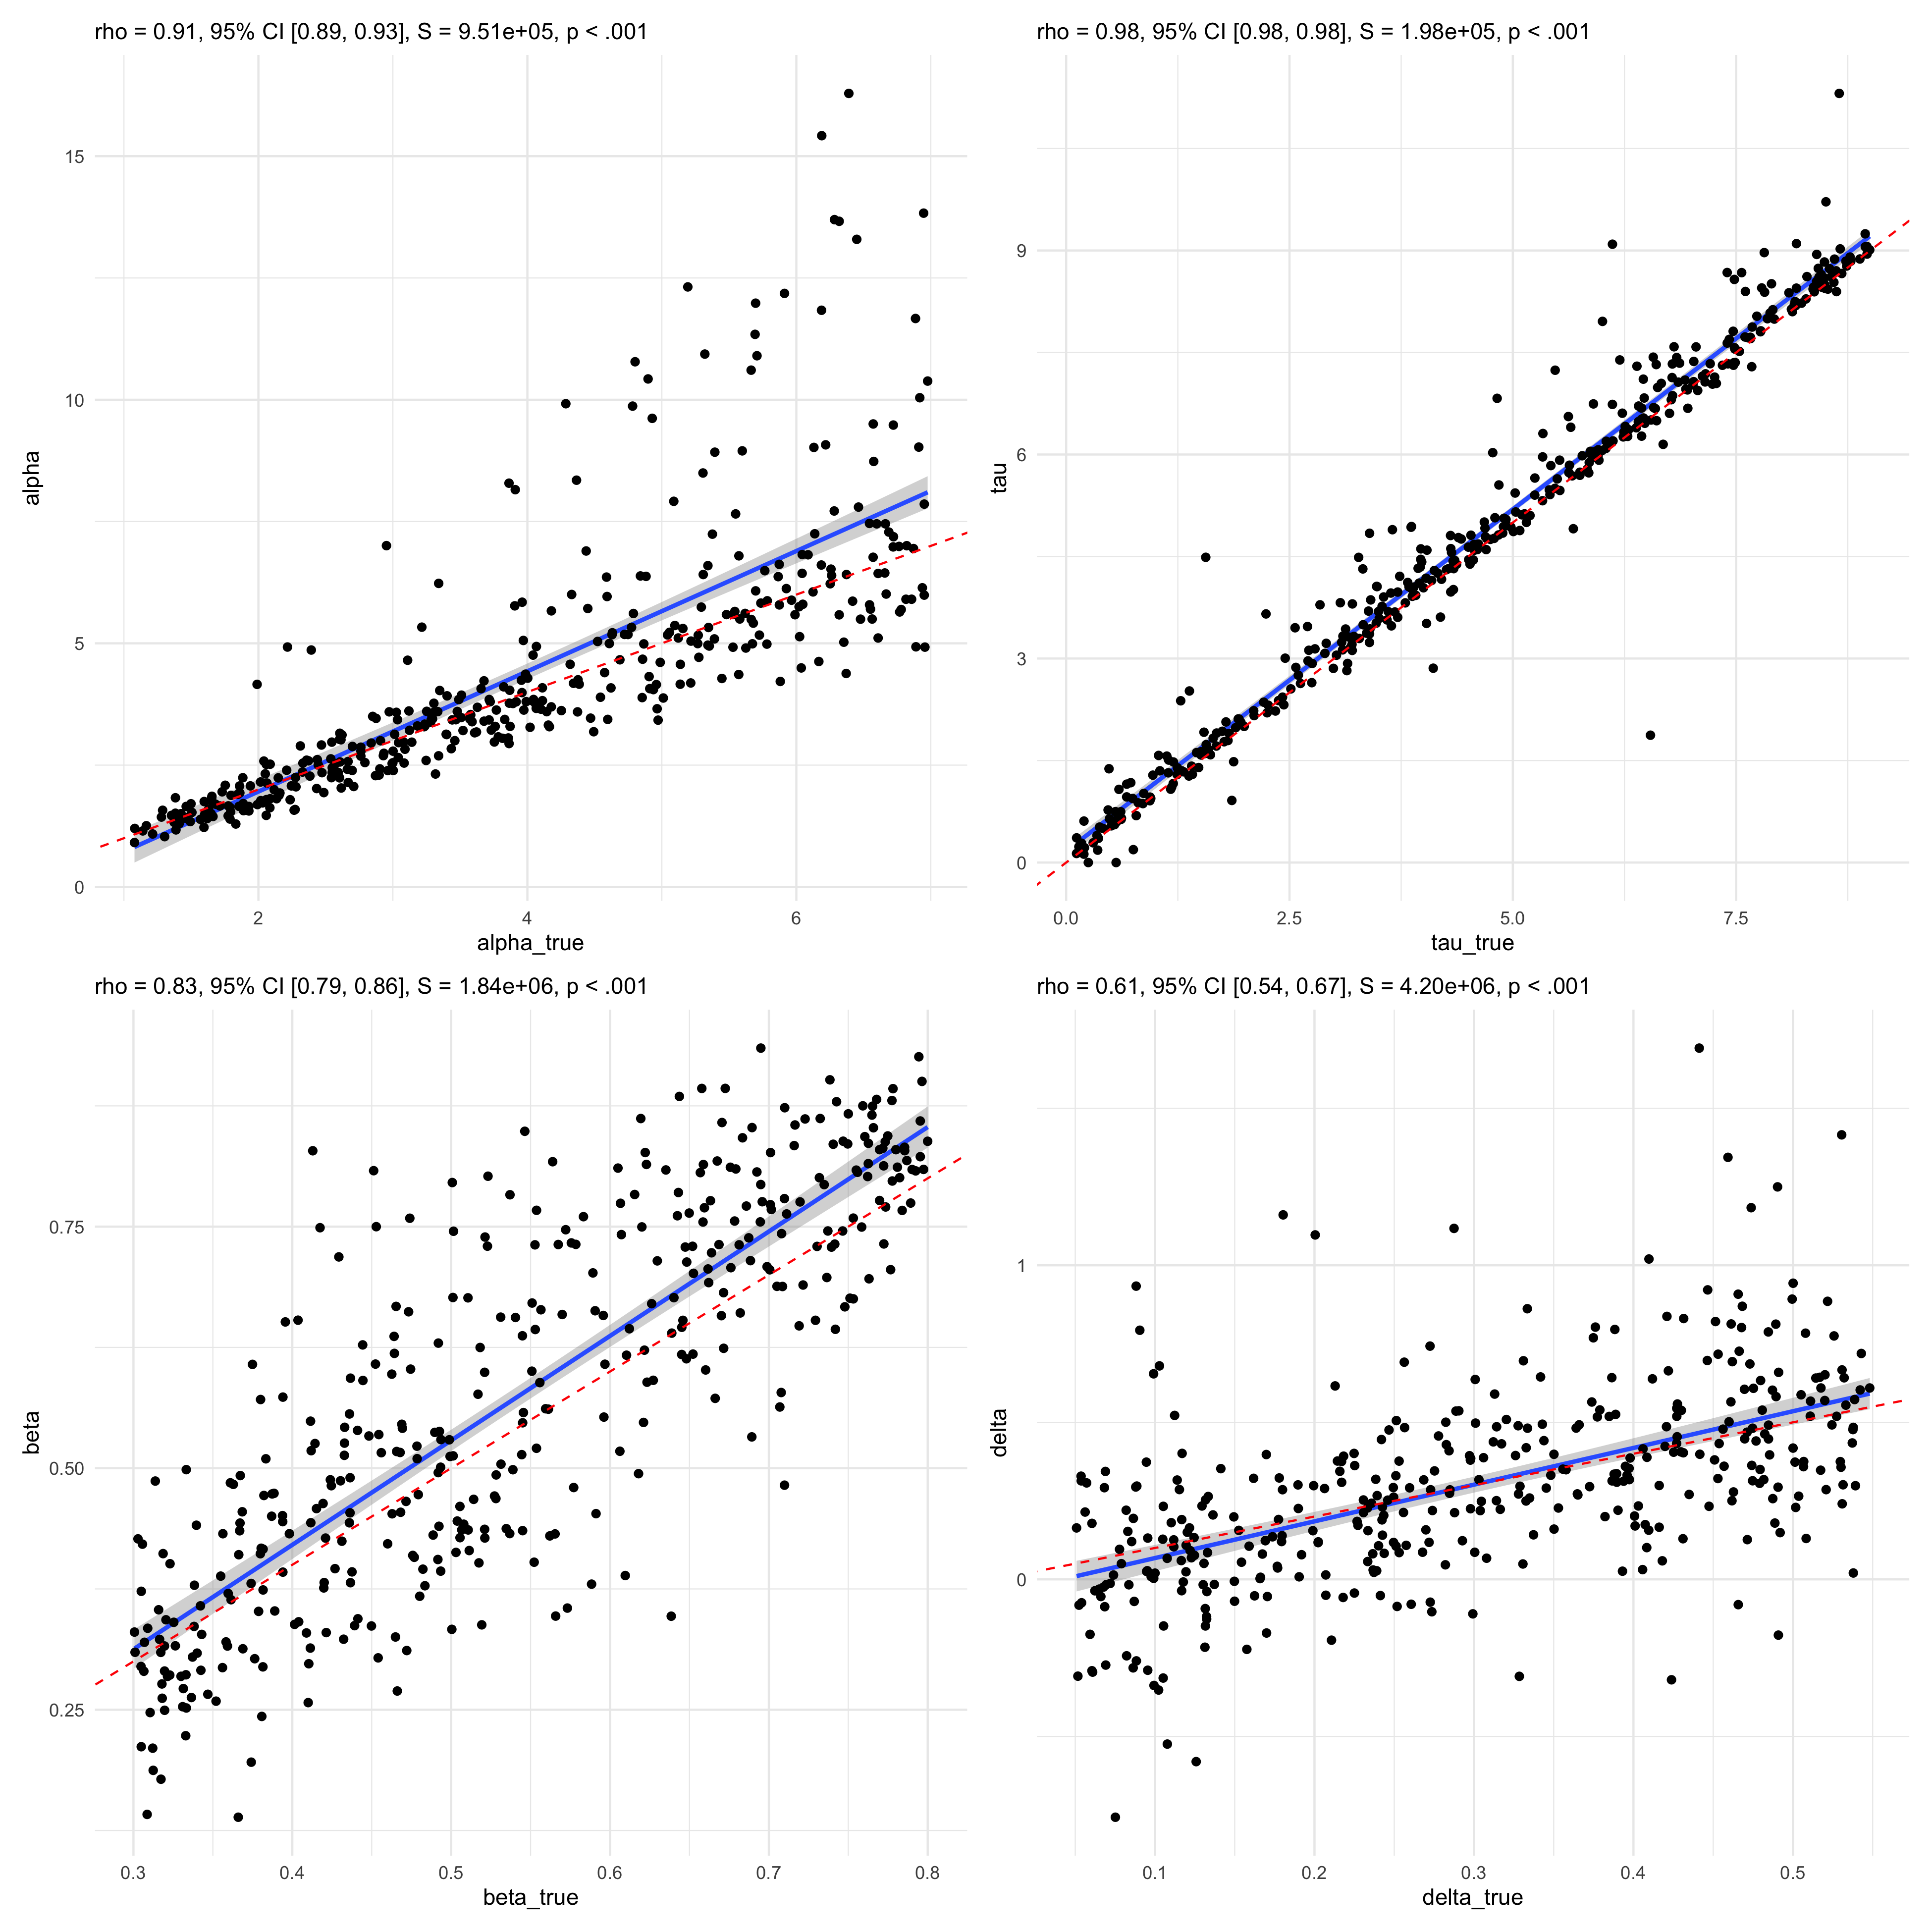 rho = 0.91, 95% CI [0.89, 0.93], S = 9.51e+05, p < .001
15
10
5
0
alpha
2
4
6
alpha_true
rho = 0.98, 95% CI [0.98, 0.98], S = 1.98e+05, p < .001
9
6
3
0
tau
0.0
2.5
5.0
7.5
tau_true
rho = 0.83, 95% CI [0.79, 0.86], S = 1.84e+06, p < .001
0.75
0.50
0.25
beta
0.3
0.4
0.5
0.6
0.7
0.8
beta_true
rho = 0.61, 95% CI [0.54, 0.67], S = 4.20e+06, p < .001
1
0
delta
0.1
0.2
0.3
0.4
0.5
delta_true